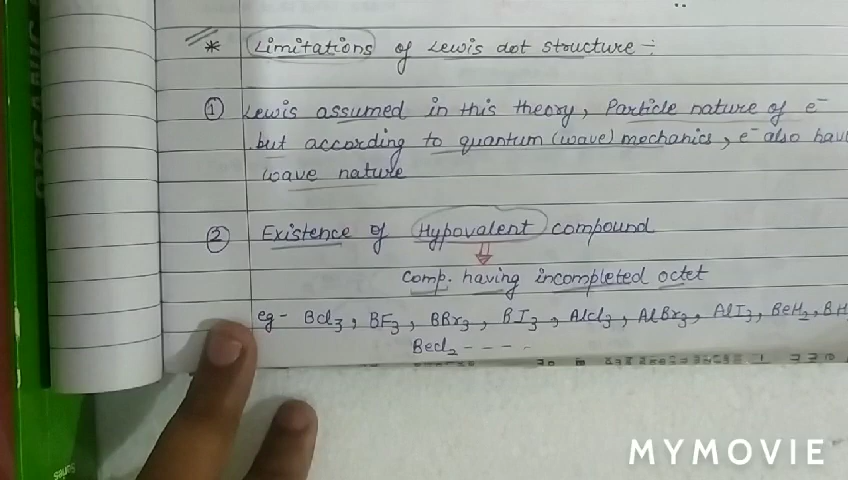 * Limitations of Lewis dot structure :-
① Lewis assumed in this theory, Particle nature of e⁻
but according to quantum (wave) mechanics, e⁻ also hav
wave nature
② Existence of Hypovalent compound
Comp. having incompleted octet
eg- BCl₃, BF₃, BBr₃, BI₃, AlCl₃, AlBr₃, AlI₃, BeH₂, BH
BeCl₂ - - - -
MYMOVIE